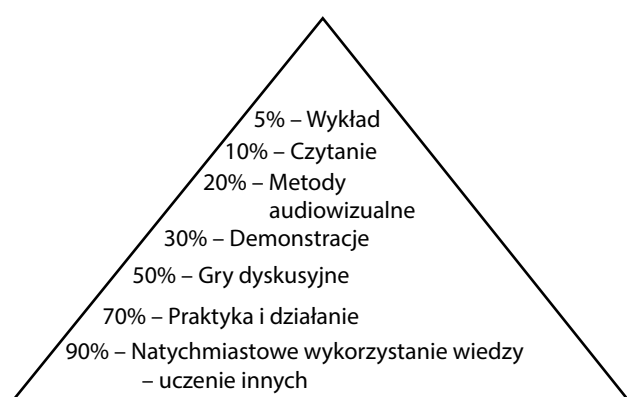 5% – Wykład
10% – Czytanie
20% – Metody
audiowizualne
30% – Demonstracje
50% – Gry dyskusyjne
70% – Praktyka i działanie
90% – Natychmiastowe wykorzystanie wiedzy
– uczenie innych